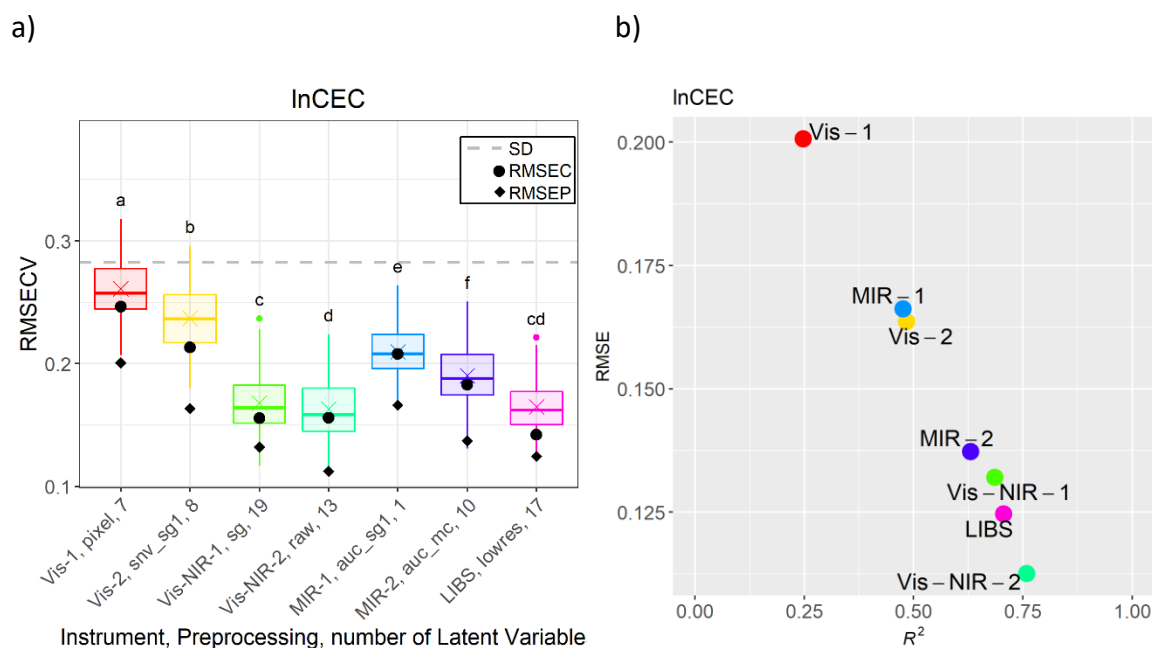 a)
lnCEC
SD
RMSEC
RMSEP
a
b
c
d
e
f
cd
0.3
0.2
0.1
RMSECV
Vis-1, pixel, 7
Vis-2, snv_sg1, 8
Vis-NIR-1, sg, 19
Vis-NIR-2, raw, 13
MIR-1, auc_sg1, 1
MIR-2, auc_mc, 10
LIBS, lowres, 17
Instrument, Preprocessing, number of Latent Variable
b)
lnCEC
0.200
0.175
0.150
0.125
RMSE
Vis−1
MIR−1
Vis−2
MIR−2
Vis−NIR−1
LIBS
Vis−NIR−2
0.00 0.25 0.50 0.75 1.00
R²